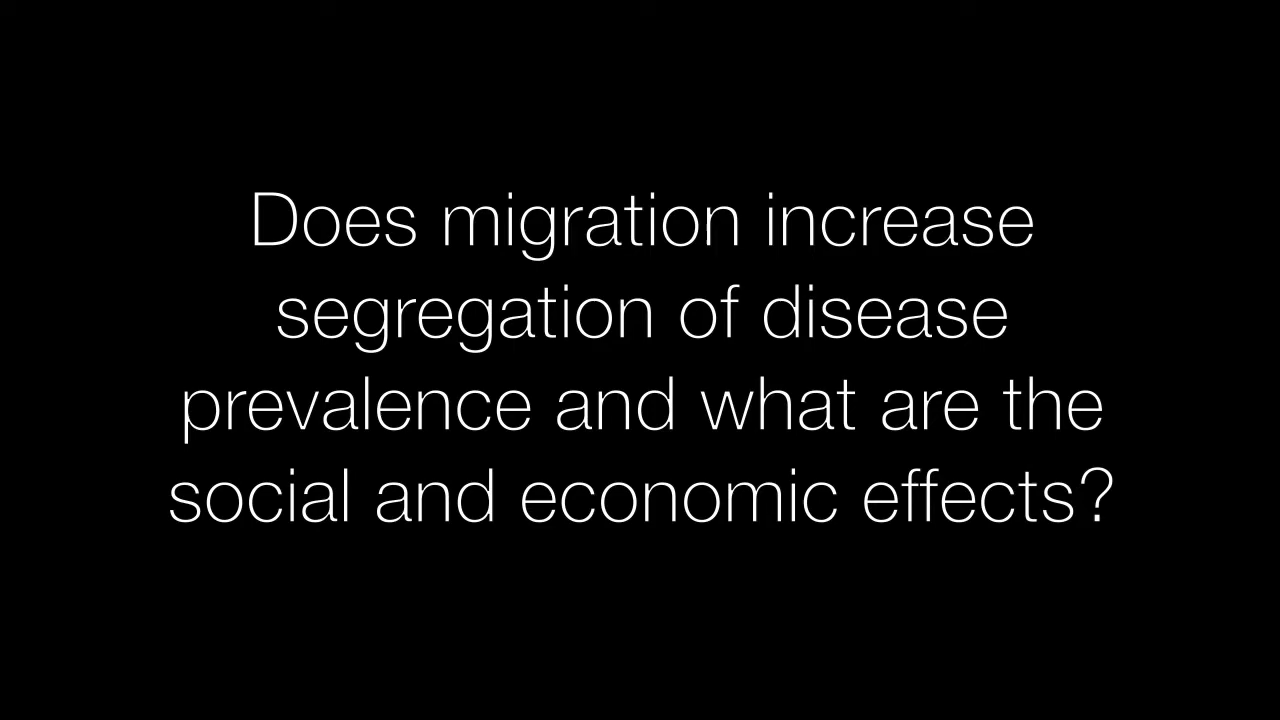 Does migration increase
segregation of disease
prevalence and what are the
social and economic effects?